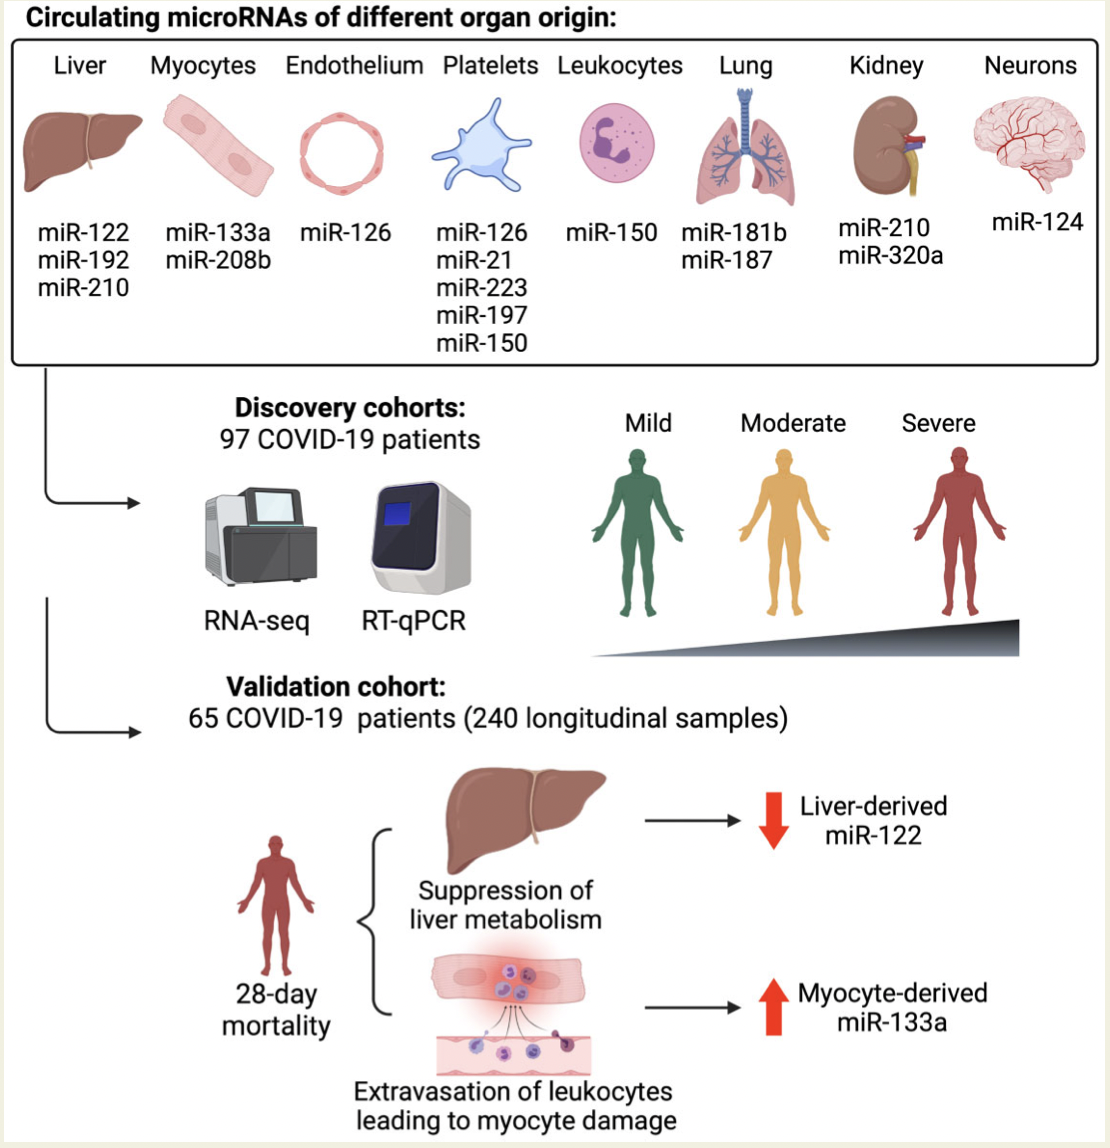 Circulating microRNAs of different organ origin:
Liver Myocytes Endothelium Platelets Leukocytes Lung Kidney Neurons
miR-122
miR-192
miR-210
miR-133a
miR-208b
miR-126
miR-126
miR-21
miR-223
miR-197
miR-150
miR-150
miR-181b
miR-187
miR-210
miR-320a
miR-124
Discovery cohorts:
97 COVID-19 patients
RNA-seq
RT-qPCR
Mild
Moderate
Severe
Validation cohort:
65 COVID-19 patients (240 longitudinal samples)
28-day
mortality
Suppression of
liver metabolism
Liver-derived
miR-122
Extravasation of leukocytes
leading to myocyte damage
Myocyte-derived
miR-133a